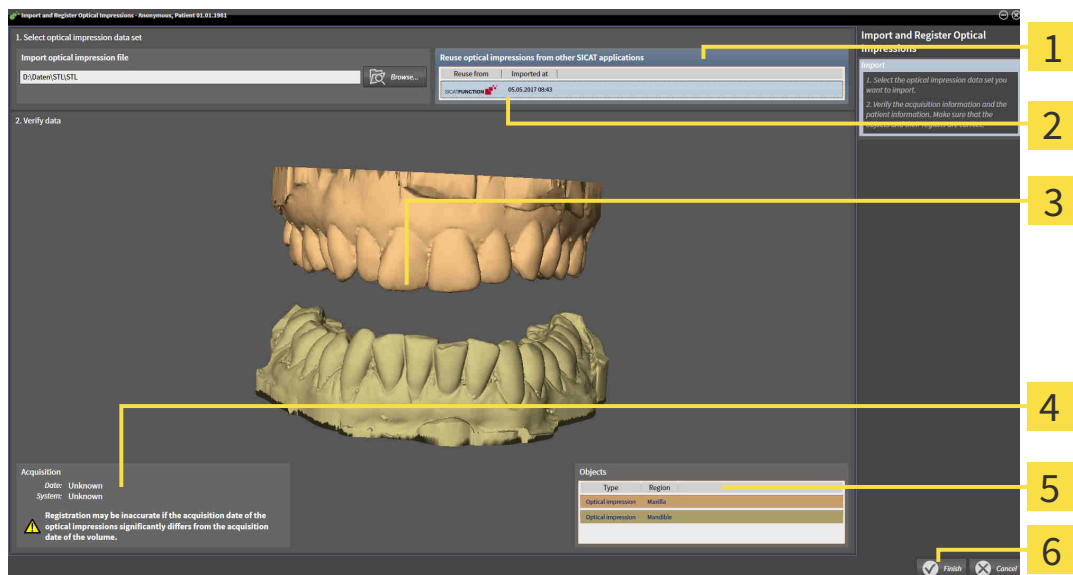 Import and Register Optical Impressions - Anonymous, Patient 01.01.1981
1. Select optical impression data set
Import optical impression file
D:\Daten\STL\STL
Browse...
Reuse optical impressions from other SICAT applications
Reuse from Imported at
SICATFUNCTION 05.05.2017 08:43
2. Verify data
Import and Register Optical
Impressions
Import
1. Select the optical impression data set you
want to import.
2. Verify the acquisition information and the
patient information. Make sure that the
objects and their regions are correct.
1
2
3
4
5
6
Acquisition
Date: Unknown
System: Unknown
Registration may be inaccurate if the acquisition date of the
optical impressions significantly differs from the acquisition
date of the volume.
Objects
Type Region
Optical impression Maxilla
Optical impression Mandible
Finish
Cancel